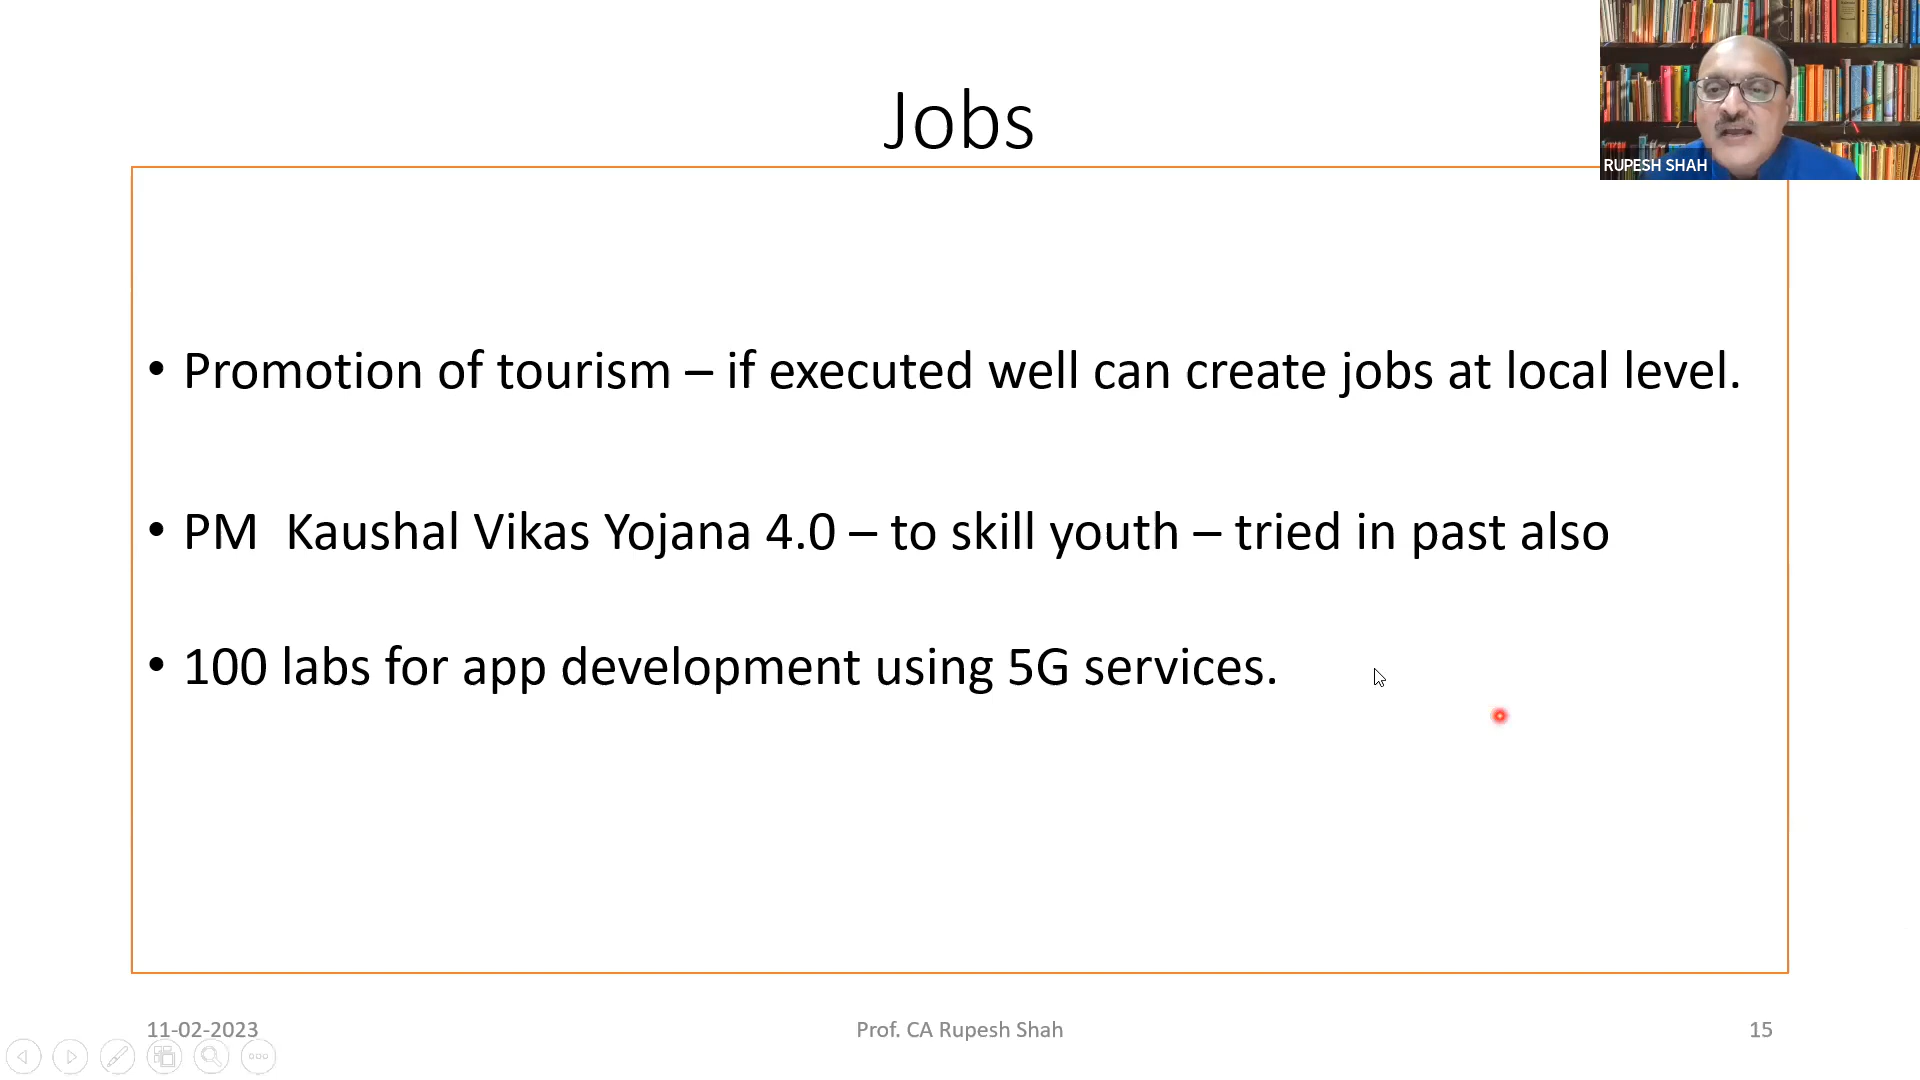 Jobs
RUPESH SHAH
• Promotion of tourism – if executed well can create jobs at local level.
• PM  Kaushal Vikas Yojana 4.0 – to skill youth – tried in past also
• 100 labs for app development using 5G services.
11-02-2023
Prof. CA Rupesh Shah
15